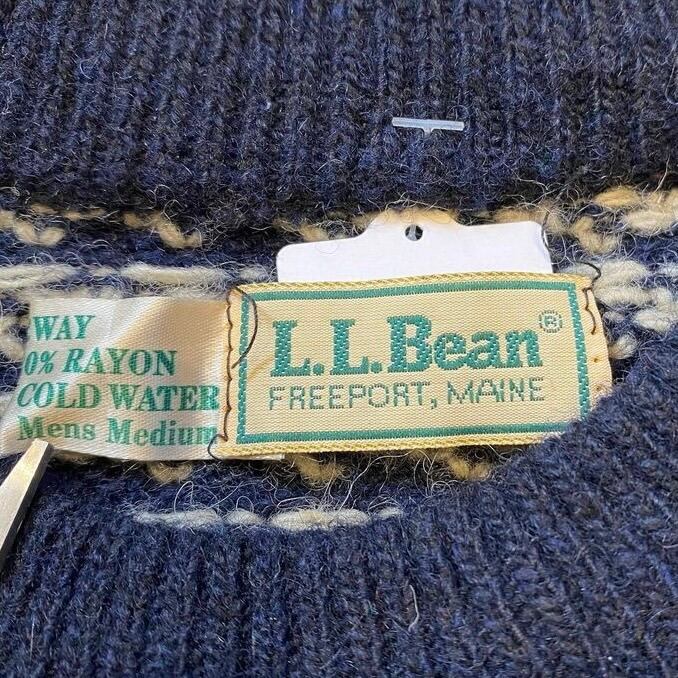 WAY
0% RAYON
COLD WATER
Mens Medium
L.L.Bean®
FREEPORT, MAINE